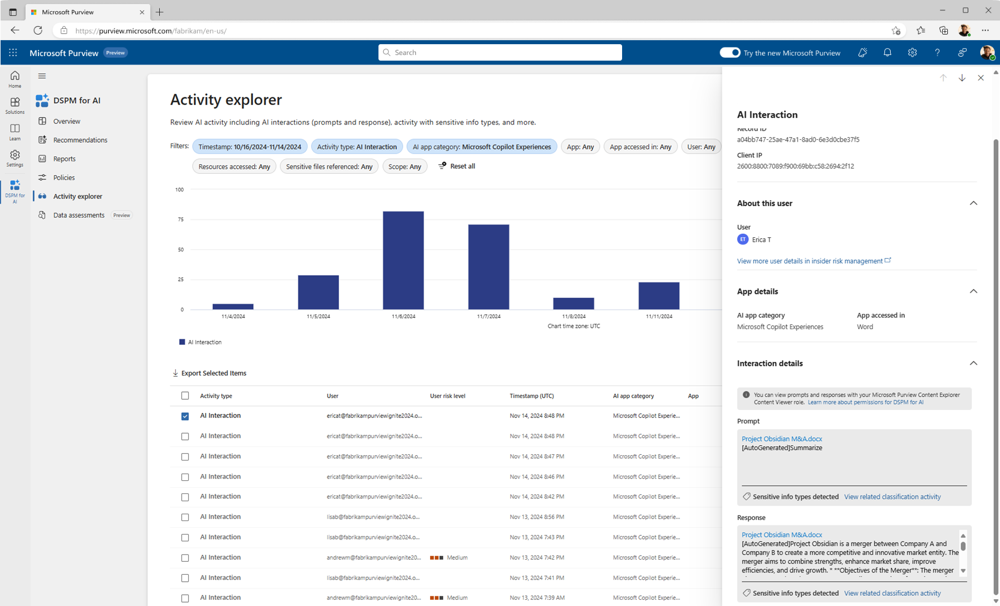 Microsoft Purview
https://purview.microsoft.com/fabrikam/en-us/
Microsoft Purview Preview
Search
Try the new Microsoft Purview
Home
Solutions
Learn
Settings
DSPM for
AI
DSPM for AI
Overview
Recommendations
Reports
Policies
Activity explorer
Data assessments Preview
Activity explorer
Review AI activity including AI interactions (prompts and response), activity with sensitive info types, and more.
Filters: Timestamp: 10/16/2024-11/14/2024 Activity type: AI Interaction AI app category: Microsoft Copilot Experiences App: Any App accessed in: Any User: Any
Resources accessed: Any Sensitive files referenced: Any Scope: Any Reset all
100
75
50
25
0
11/4/2024 11/5/2024 11/6/2024 11/7/2024 11/8/2024 11/11/2024
Chart time zone: UTC
AI Interaction
Export Selected Items
Activity type User User risk level Timestamp (UTC) AI app category App
AI Interaction ericat@fabrikampurviewignite2024.o... Nov 14, 2024 8:48 PM Microsoft Copilot Experie...
AI Interaction ericat@fabrikampurviewignite2024.o... Nov 14, 2024 8:48 PM Microsoft Copilot Experie...
AI Interaction ericat@fabrikampurviewignite2024.o... Nov 14, 2024 8:47 PM Microsoft Copilot Experie...
AI Interaction ericat@fabrikampurviewignite2024.o... Nov 14, 2024 8:46 PM Microsoft Copilot Experie...
AI Interaction ericat@fabrikampurviewignite2024.o... Nov 14, 2024 8:42 PM Microsoft Copilot Experie...
AI Interaction lisab@fabrikampurviewignite2024.o... Nov 13, 2024 8:56 PM Microsoft Copilot Experie...
AI Interaction lisab@fabrikampurviewignite2024.o... Nov 13, 2024 7:43 PM Microsoft Copilot Experie...
AI Interaction andrewm@fabrikampurviewignite20... Medium Nov 13, 2024 7:42 PM Microsoft Copilot Experie...
AI Interaction lisab@fabrikampurviewignite2024.o... Nov 13, 2024 7:41 PM Microsoft Copilot Experie...
AI Interaction andrewm@fabrikampurviewignite20... Medium Nov 13, 2024 7:39 AM Microsoft Copilot Experie...
AI Interaction
Record ID
a04bb747-25ae-47a1-8ad0-6e3d0cbe37f5
Client IP
2600:8800:7089:f900:69bb:c58:2694:2f12
About this user
User
ET Erica T
View more user details in insider risk management
App details
AI app category App accessed in
Microsoft Copilot Experiences Word
Interaction details
You can view prompts and responses with your Microsoft Purview Content Explorer
Content Viewer role. Learn more about permissions for DSPM for AI
Prompt
Project Obsidian M&A.docx
[AutoGenerated]Summarize
Sensitive info types detected View related classification activity
Response
Project Obsidian M&A.docx
[AutoGenerated]Project Obsidian is a merger between Company A and
Company B to create a more competitive and innovative market entity. The
merger aims to combine strengths, enhance market share, improve
efficiencies, and drive growth. * **Objectives of the Merger**: The merger
Sensitive info types detected View related classification activity